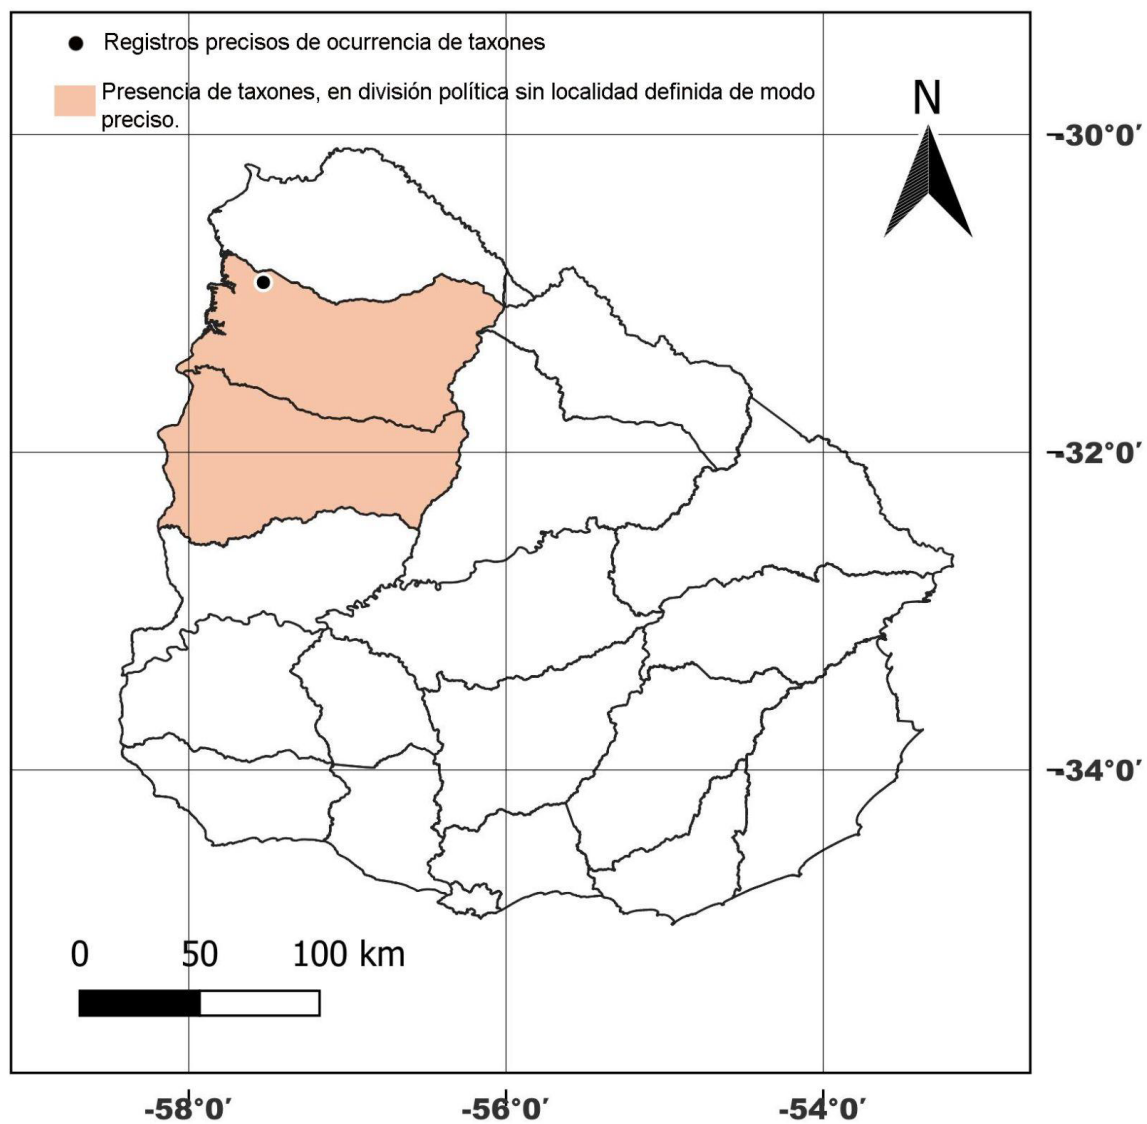 Registros precisos de ocurrencia de taxones
Presencia de taxones, en división política sin localidad definida de modo
preciso.
N
-30°0′
-32°0′
-34°0′
0 50 100 km
-58°0′ -56°0′ -54°0′